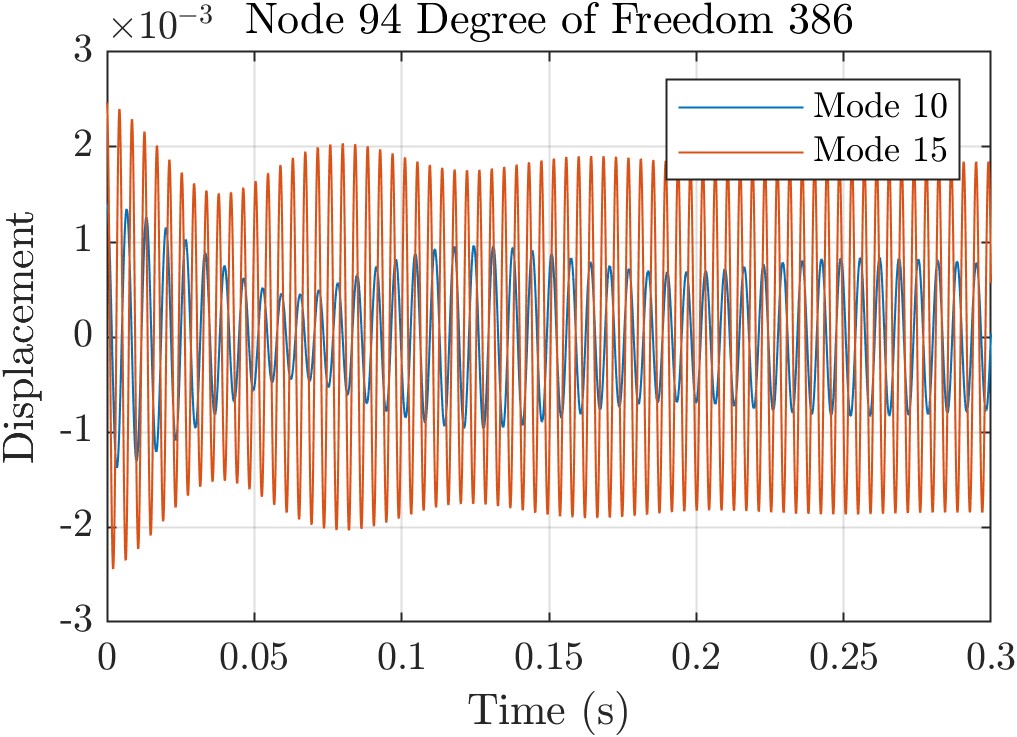 ×10⁻³ Node 94 Degree of Freedom 386
3
2
1
0
-1
-2
-3
Displacement
Mode 10
Mode 15
0 0.05 0.1 0.15 0.2 0.25 0.3
Time (s)